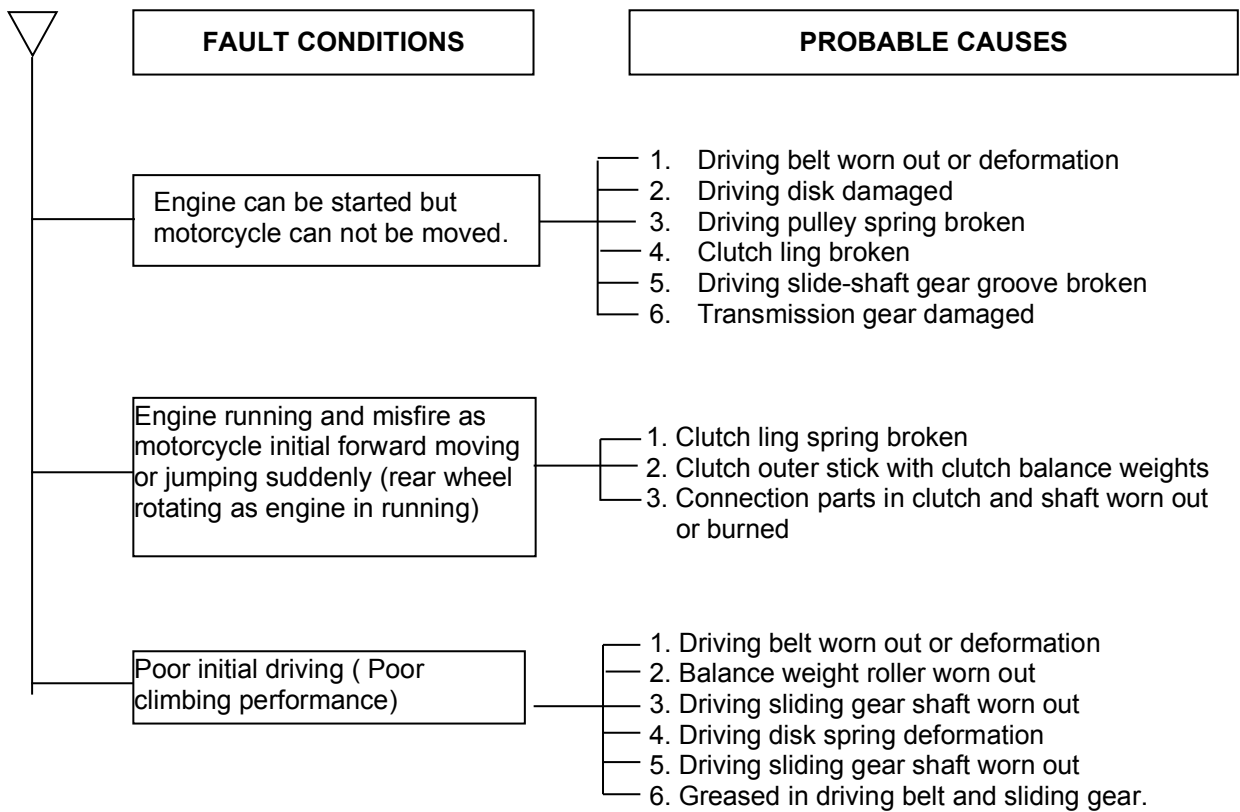 FAULT CONDITIONS
PROBABLE CAUSES
Engine can be started but
motorcycle can not be moved.
1. Driving belt worn out or deformation
2. Driving disk damaged
3. Driving pulley spring broken
4. Clutch ling broken
5. Driving slide-shaft gear groove broken
6. Transmission gear damaged
Engine running and misfire as
motorcycle initial forward moving
or jumping suddenly (rear wheel
rotating as engine in running)
1. Clutch ling spring broken
2. Clutch outer stick with clutch balance weights
3. Connection parts in clutch and shaft worn out
or burned
Poor initial driving ( Poor
climbing performance)
1. Driving belt worn out or deformation
2. Balance weight roller worn out
3. Driving sliding gear shaft worn out
4. Driving disk spring deformation
5. Driving sliding gear shaft worn out
6. Greased in driving belt and sliding gear.